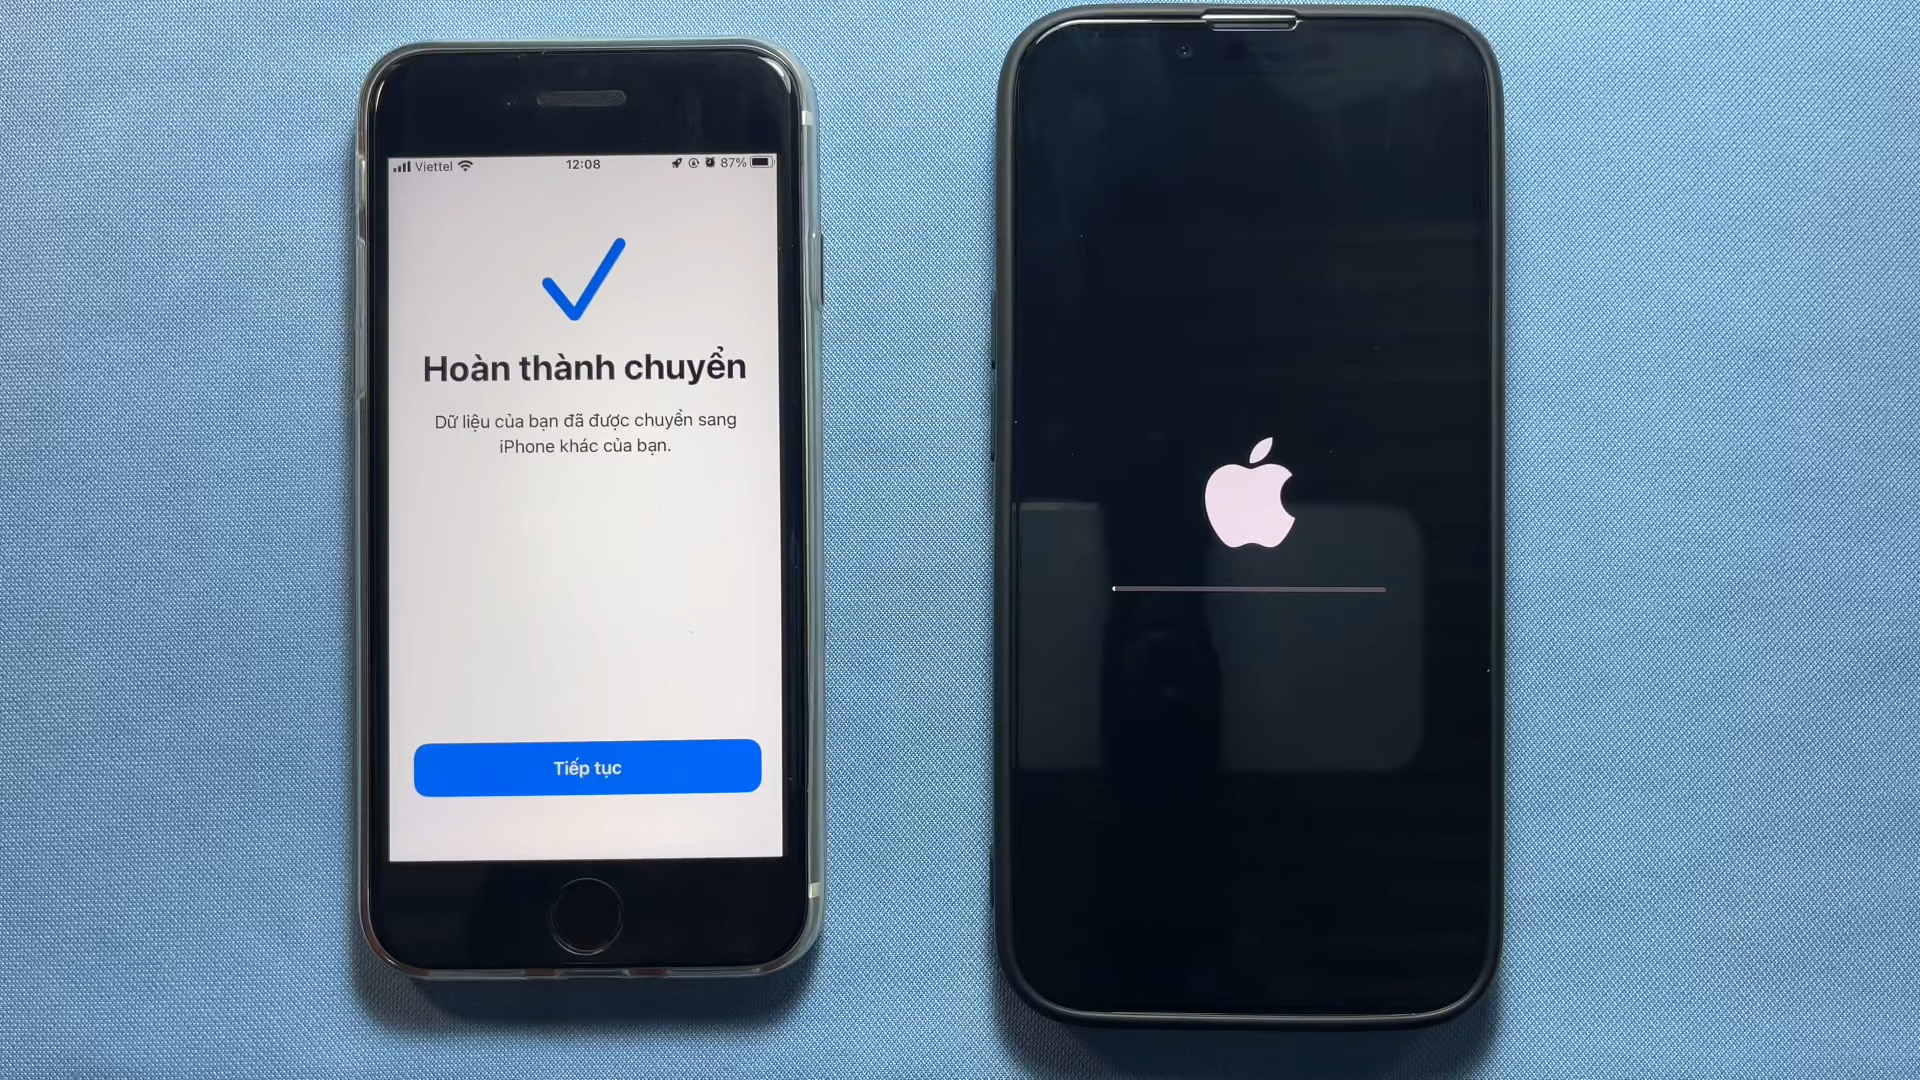 Viettel 12:08 87%
Hoàn thành chuyển
Dữ liệu của bạn đã được chuyển sang
iPhone khác của bạn.
Tiếp tục